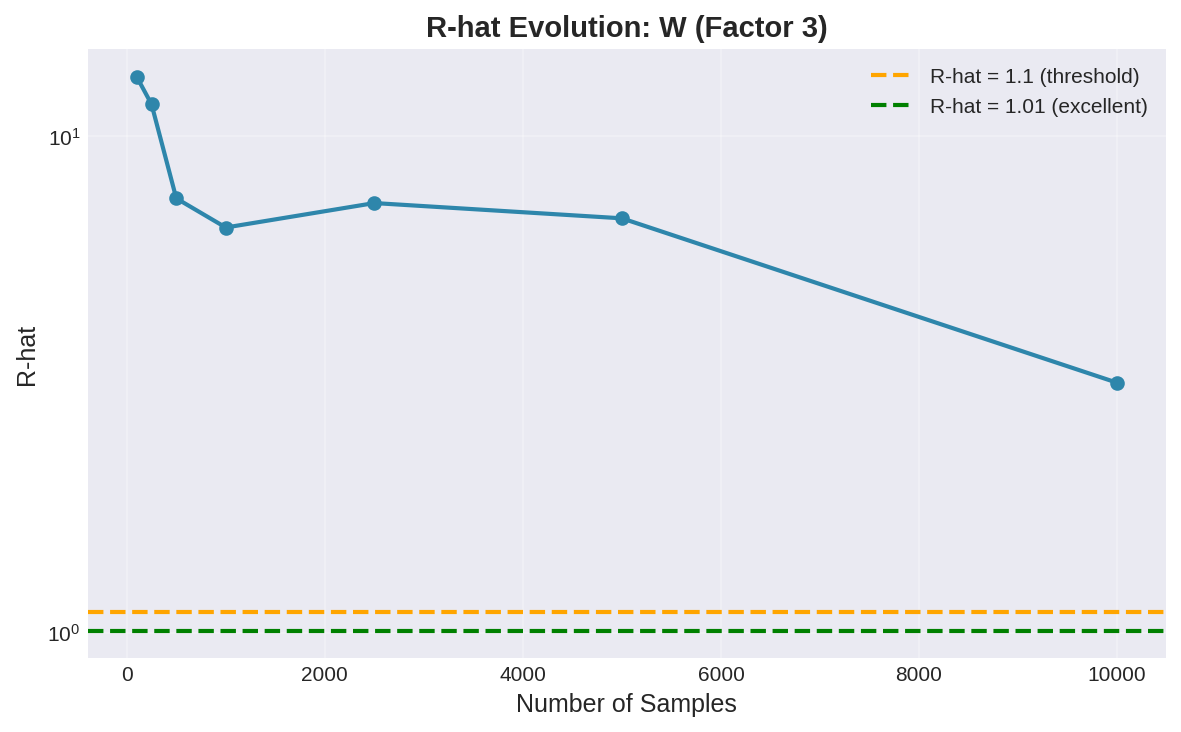 R-hat Evolution: W (Factor 3)
R-hat = 1.1 (threshold)
R-hat = 1.01 (excellent)
10¹
10⁰
R-hat
0 2000 4000 6000 8000 10000
Number of Samples